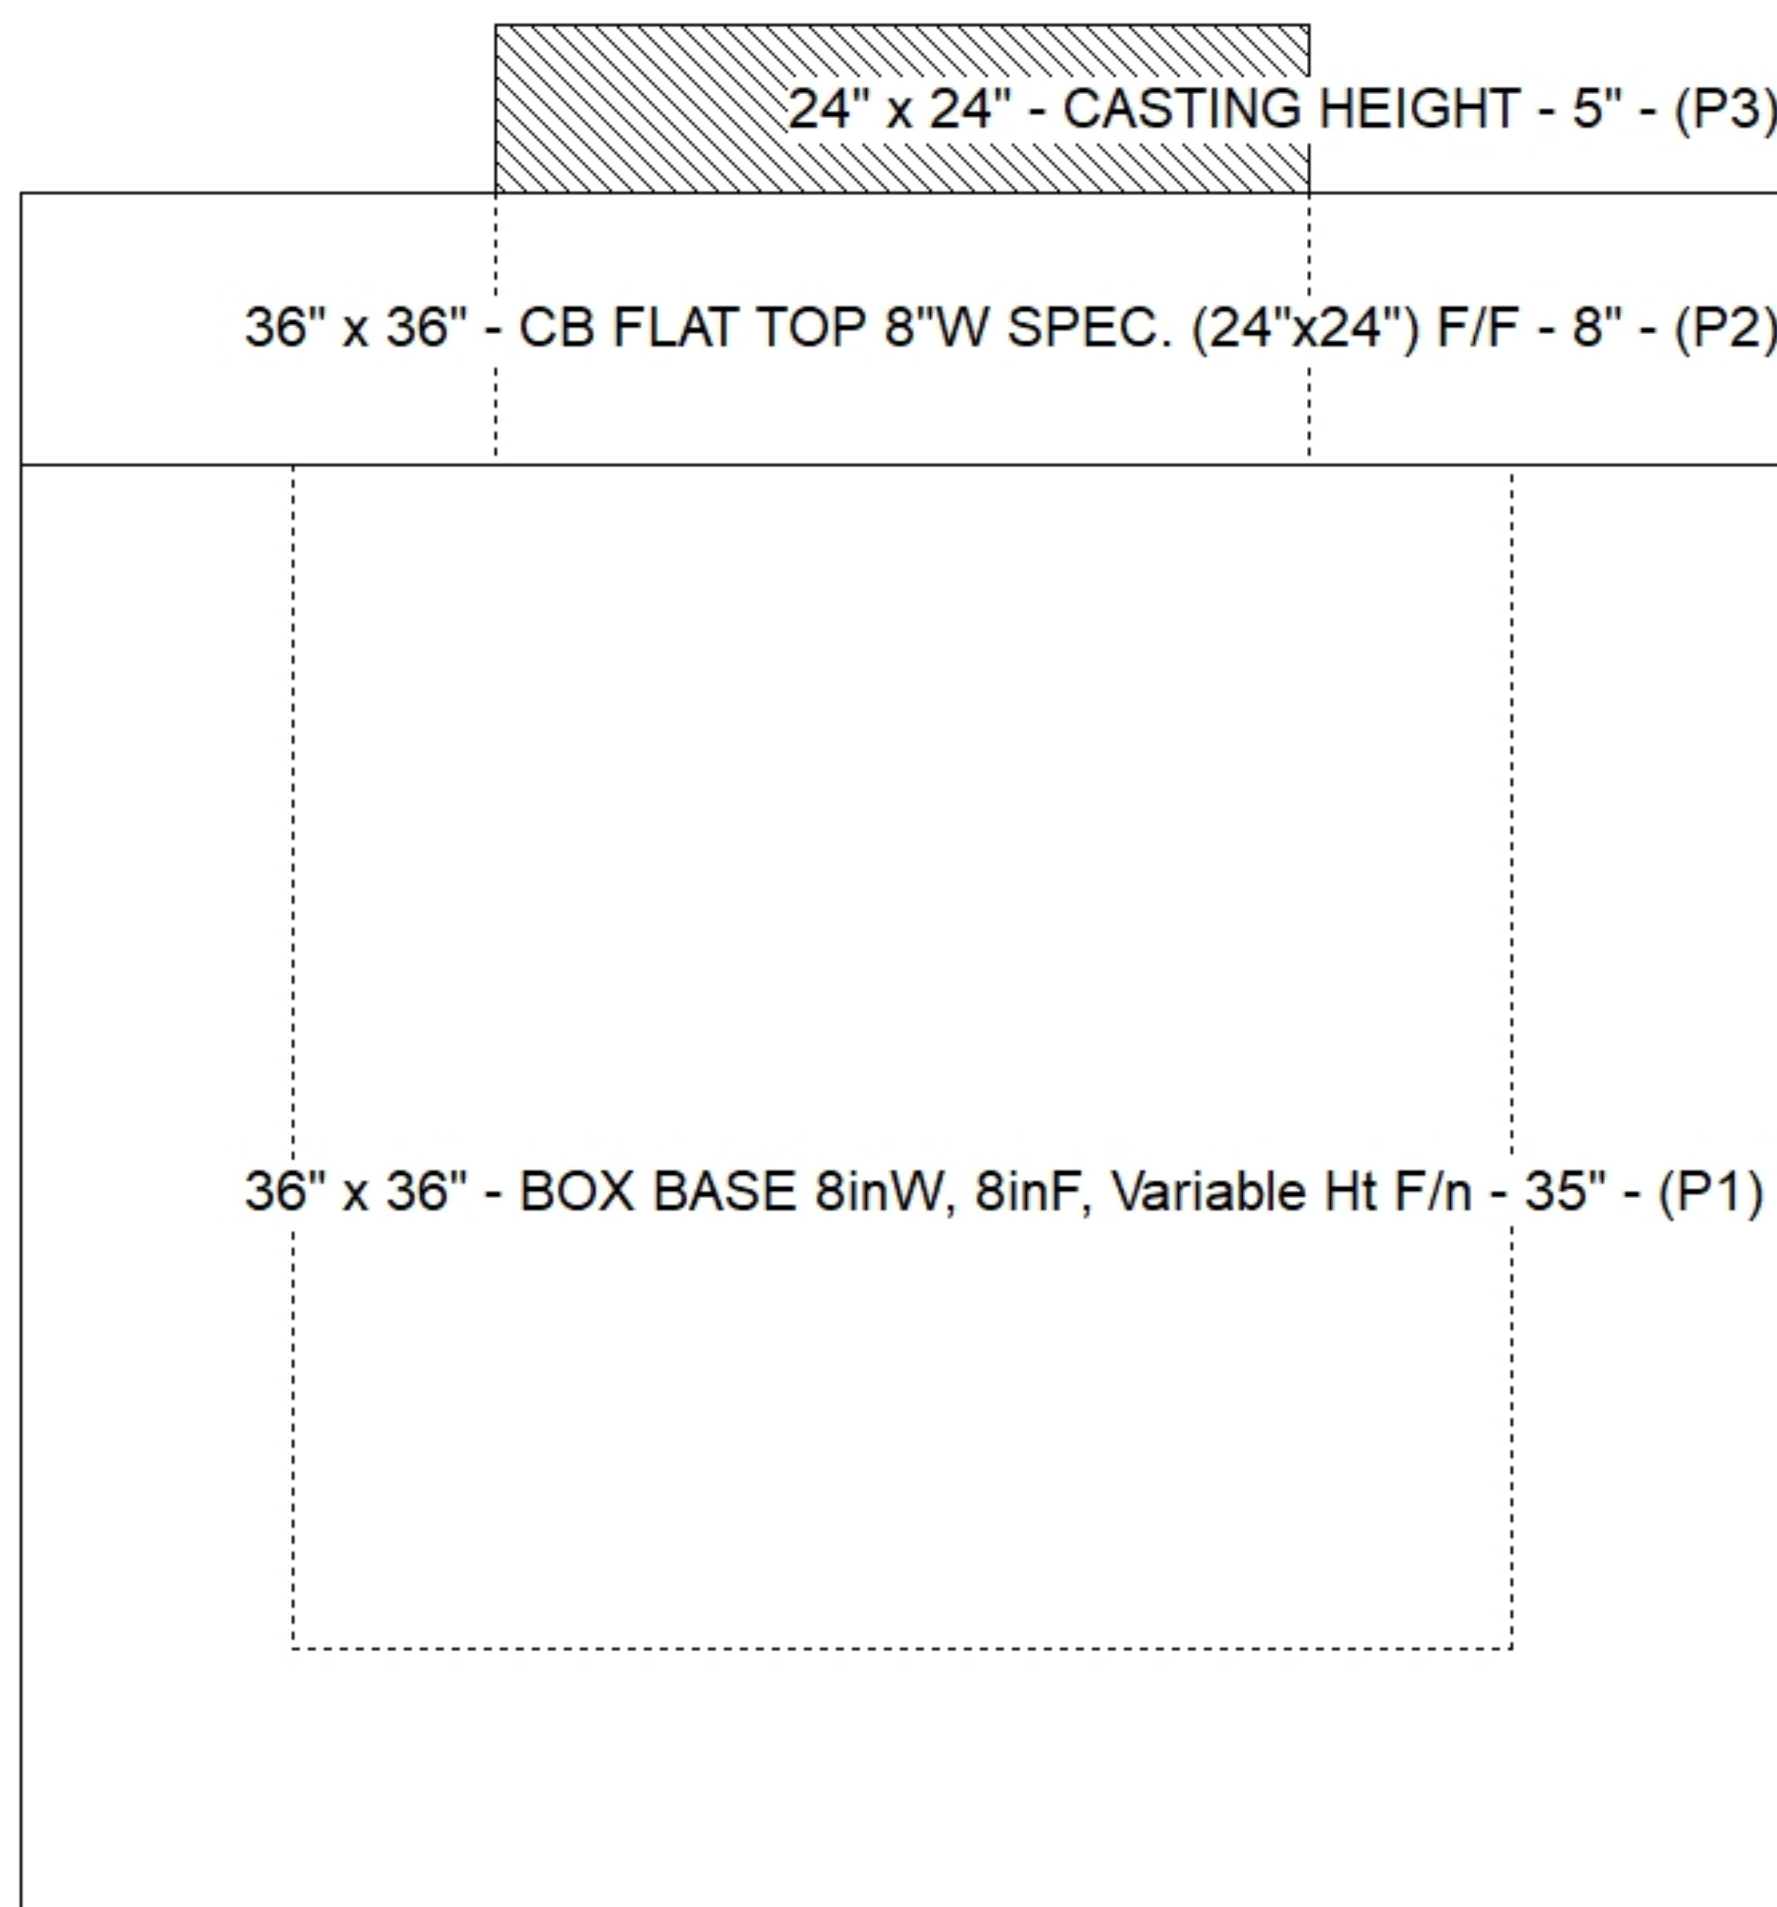 24" x 24" - CASTING HEIGHT - 5" - (P3)
36" x 36" - CB FLAT TOP 8"W SPEC. (24"x24") F/F - 8" - (P2)
36" x 36" - BOX BASE 8inW, 8inF, Variable Ht F/n - 35" - (P1)